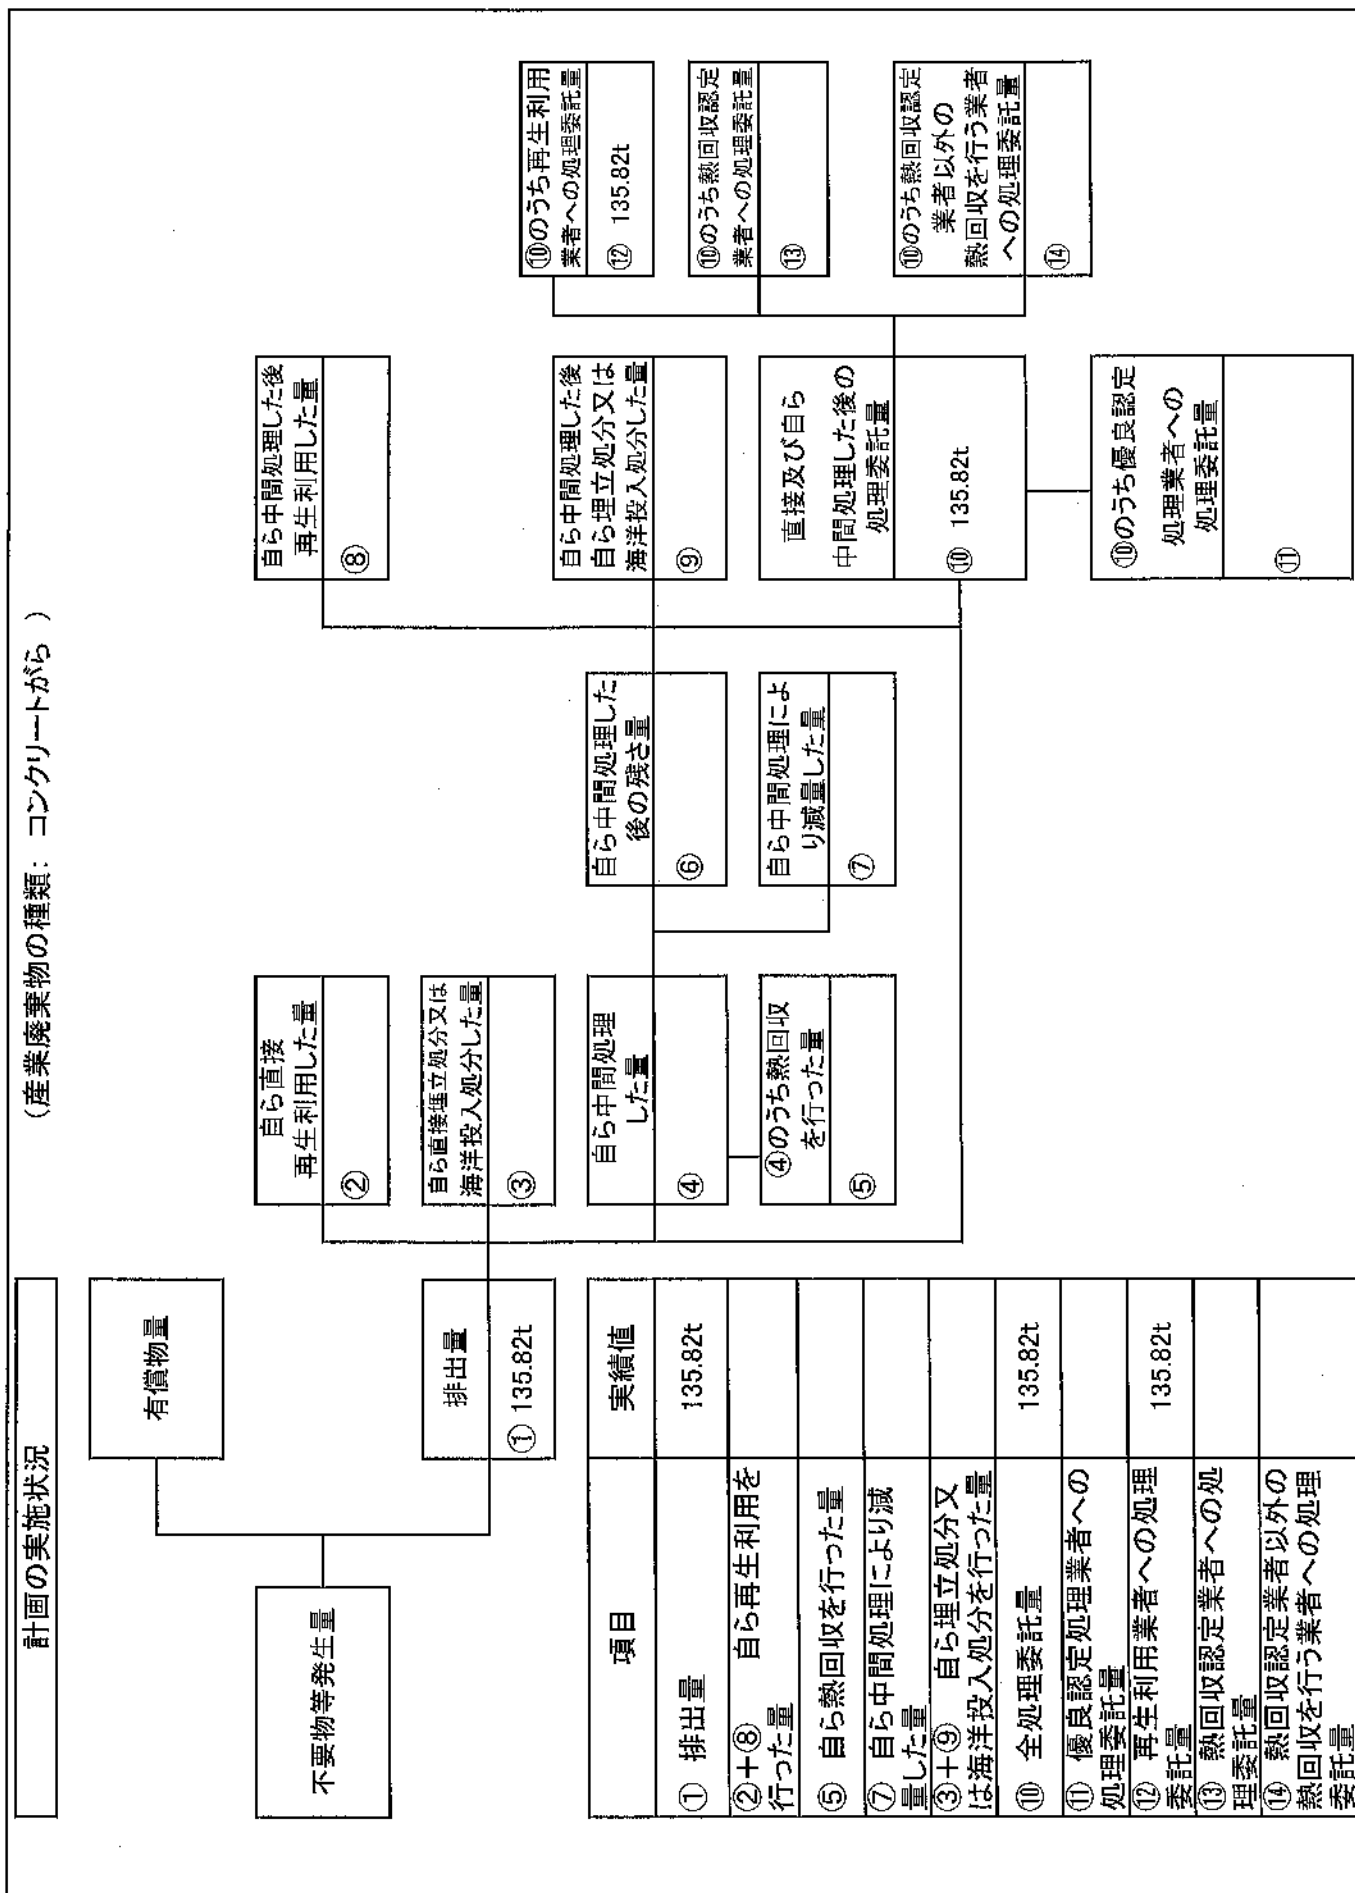 計画の実施状況
(産業廃棄物の種類: コンクリートがら )
不要物等発生量
有償物量
排出量
① 135.82t
自ら直接
再生利用した量
②
自ら直接埋立処分又は
海洋投入処分した量
③
自ら中間処理
した量
④
④のうち熱回収
を行った量
⑤
自ら中間処理した
後の残さ量
⑥
自ら中間処理によ
り減量した量
⑦
自ら中間処理した後
再生利用した量
⑧
自ら中間処理した後
自ら埋立処分又は
海洋投入処分した量
⑨
直接及び自ら
中間処理した後の
処理委託量
⑩ 135.82t
⑩のうち優良認定
処理業者への
処理委託量
⑪
⑩のうち再生利用
業者への処理委託量
⑫ 135.82t
⑩のうち熱回収認定
業者への処理委託量
⑬
⑩のうち熱回収認定
業者以外の
熱回収を行う業者
への処理委託量
⑭
項目 実績値
① 排出量 135.82t
②+⑧ 自ら再生利用を
行った量
⑤ 自ら熱回収を行った量
⑦ 自ら中間処理により減
量した量
③+⑨ 自ら埋立処分又
は海洋投入処分を行った量
⑩ 全処理委託量 135.82t
⑪ 優良認定処理業者への
処理委託量
⑫ 再生利用業者への処理
委託量 135.82t
⑬ 熱回収認定業者への処
理委託量
⑭ 熱回収認定業者以外の
熱回収を行う業者への処理
委託量